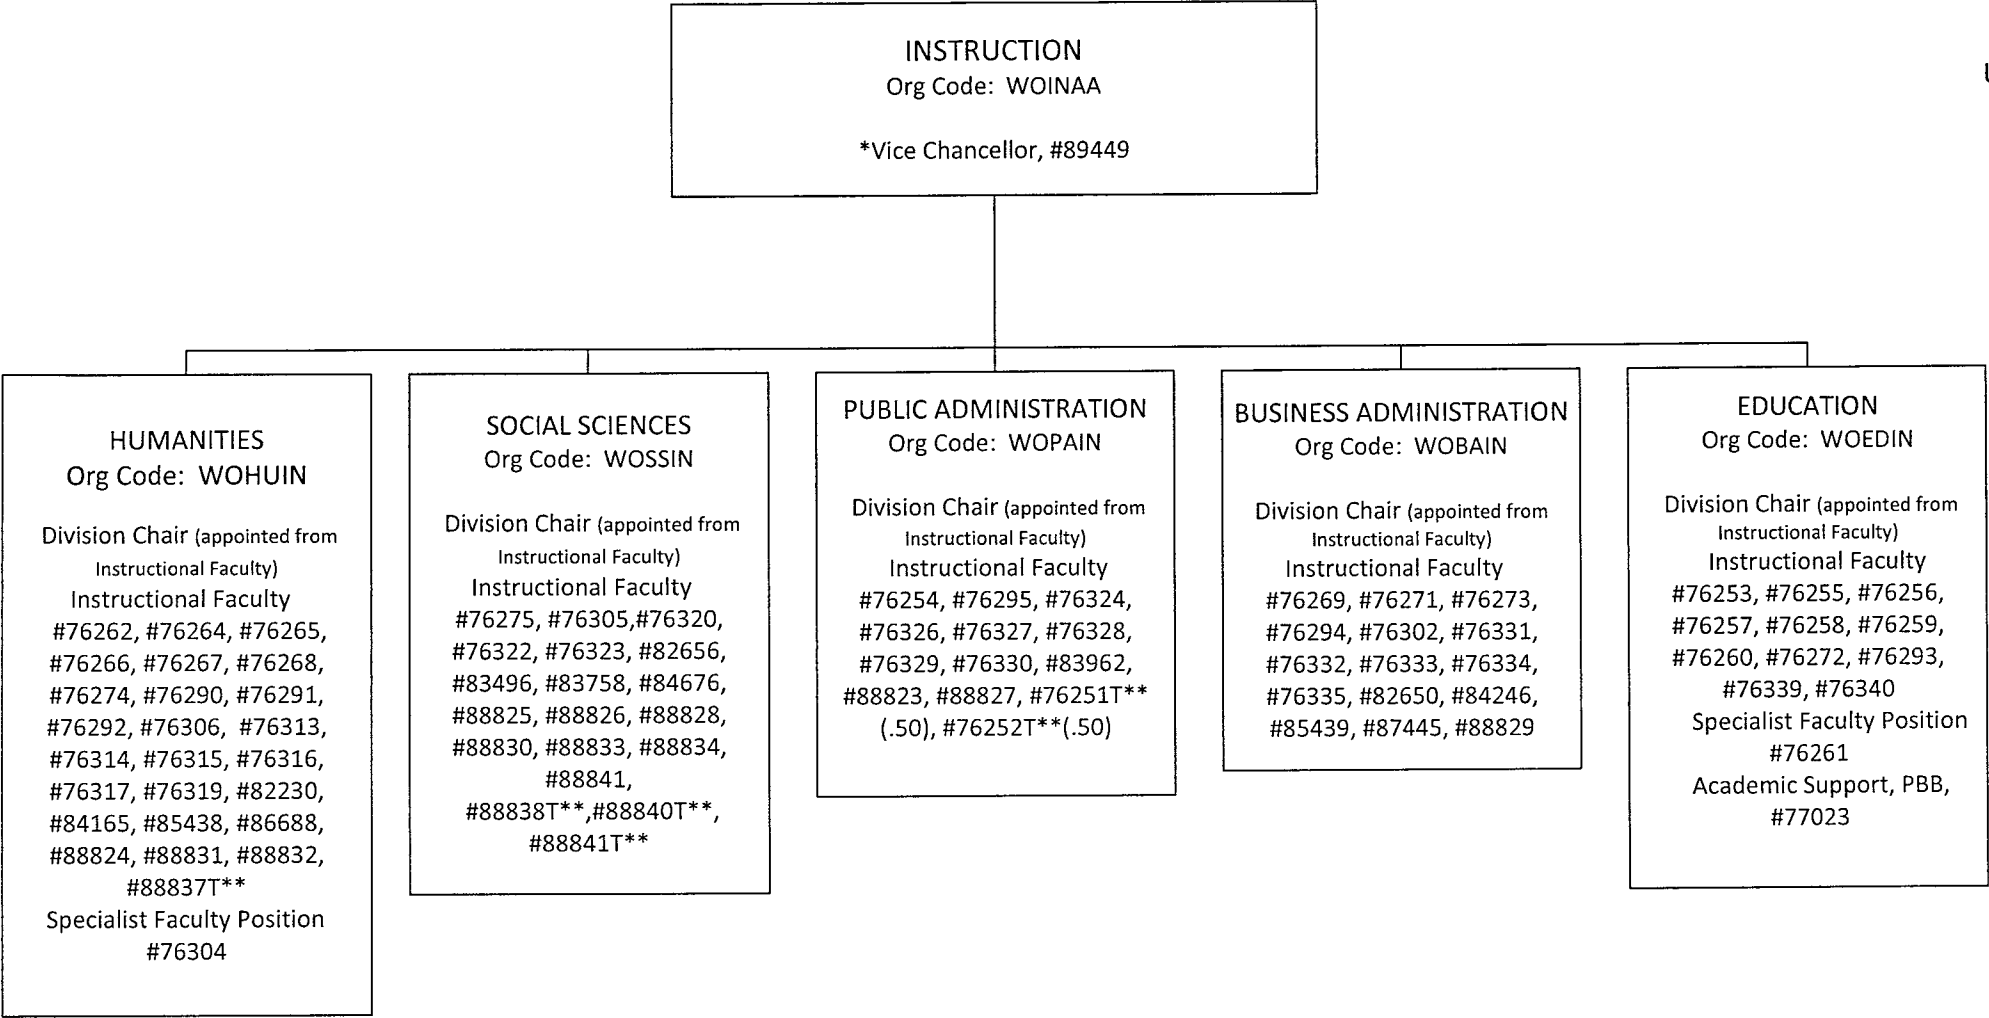 INSTRUCTION
Org Code: WOINAA
*Vice Chancellor, #89449
HUMANITIES
Org Code: WOHUIN
Division Chair (appointed from
Instructional Faculty)
Instructional Faculty
#76262, #76264, #76265,
#76266, #76267, #76268,
#76274, #76290, #76291,
#76292, #76306, #76313,
#76314, #76315, #76316,
#76317, #76319, #82230,
#84165, #85438, #86688,
#88824, #88831, #88832,
#88837T**
Specialist Faculty Position
#76304
SOCIAL SCIENCES
Org Code: WOSSIN
Division Chair (appointed from
Instructional Faculty)
Instructional Faculty
#76275, #76305,#76320,
#76322, #76323, #82656,
#83496, #83758, #84676,
#88825, #88826, #88828,
#88830, #88833, #88834,
#88841,
#88838T**,#88840T**,
#88841T**
PUBLIC ADMINISTRATION
Org Code: WOPAIN
Division Chair (appointed from
Instructional Faculty)
Instructional Faculty
#76254, #76295, #76324,
#76326, #76327, #76328,
#76329, #76330, #83962,
#88823, #88827, #76251T**
(.50), #76252T**(.50)
BUSINESS ADMINISTRATION
Org Code: WOBAIN
Division Chair (appointed from
Instructional Faculty)
Instructional Faculty
#76269, #76271, #76273,
#76294, #76302, #76331,
#76332, #76333, #76334,
#76335, #82650, #84246,
#85439, #87445, #88829
EDUCATION
Org Code: WOEDIN
Division Chair (appointed from
Instructional Faculty)
Instructional Faculty
#76253, #76255, #76256,
#76257, #76258, #76259,
#76260, #76272, #76293,
#76339, #76340
Specialist Faculty Position
#76261
Academic Support, PBB,
#77023